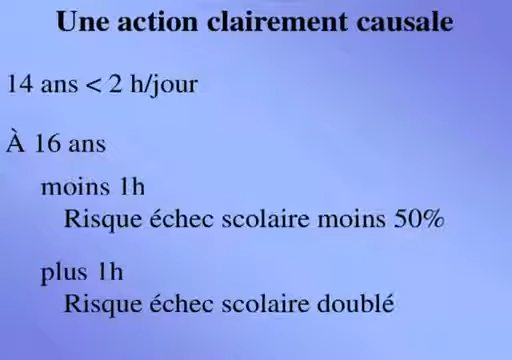 Une action clairement causale
14 ans < 2 h/jour
À 16 ans
moins 1h
Risque échec scolaire moins 50%
plus 1h
Risque échec scolaire doublé